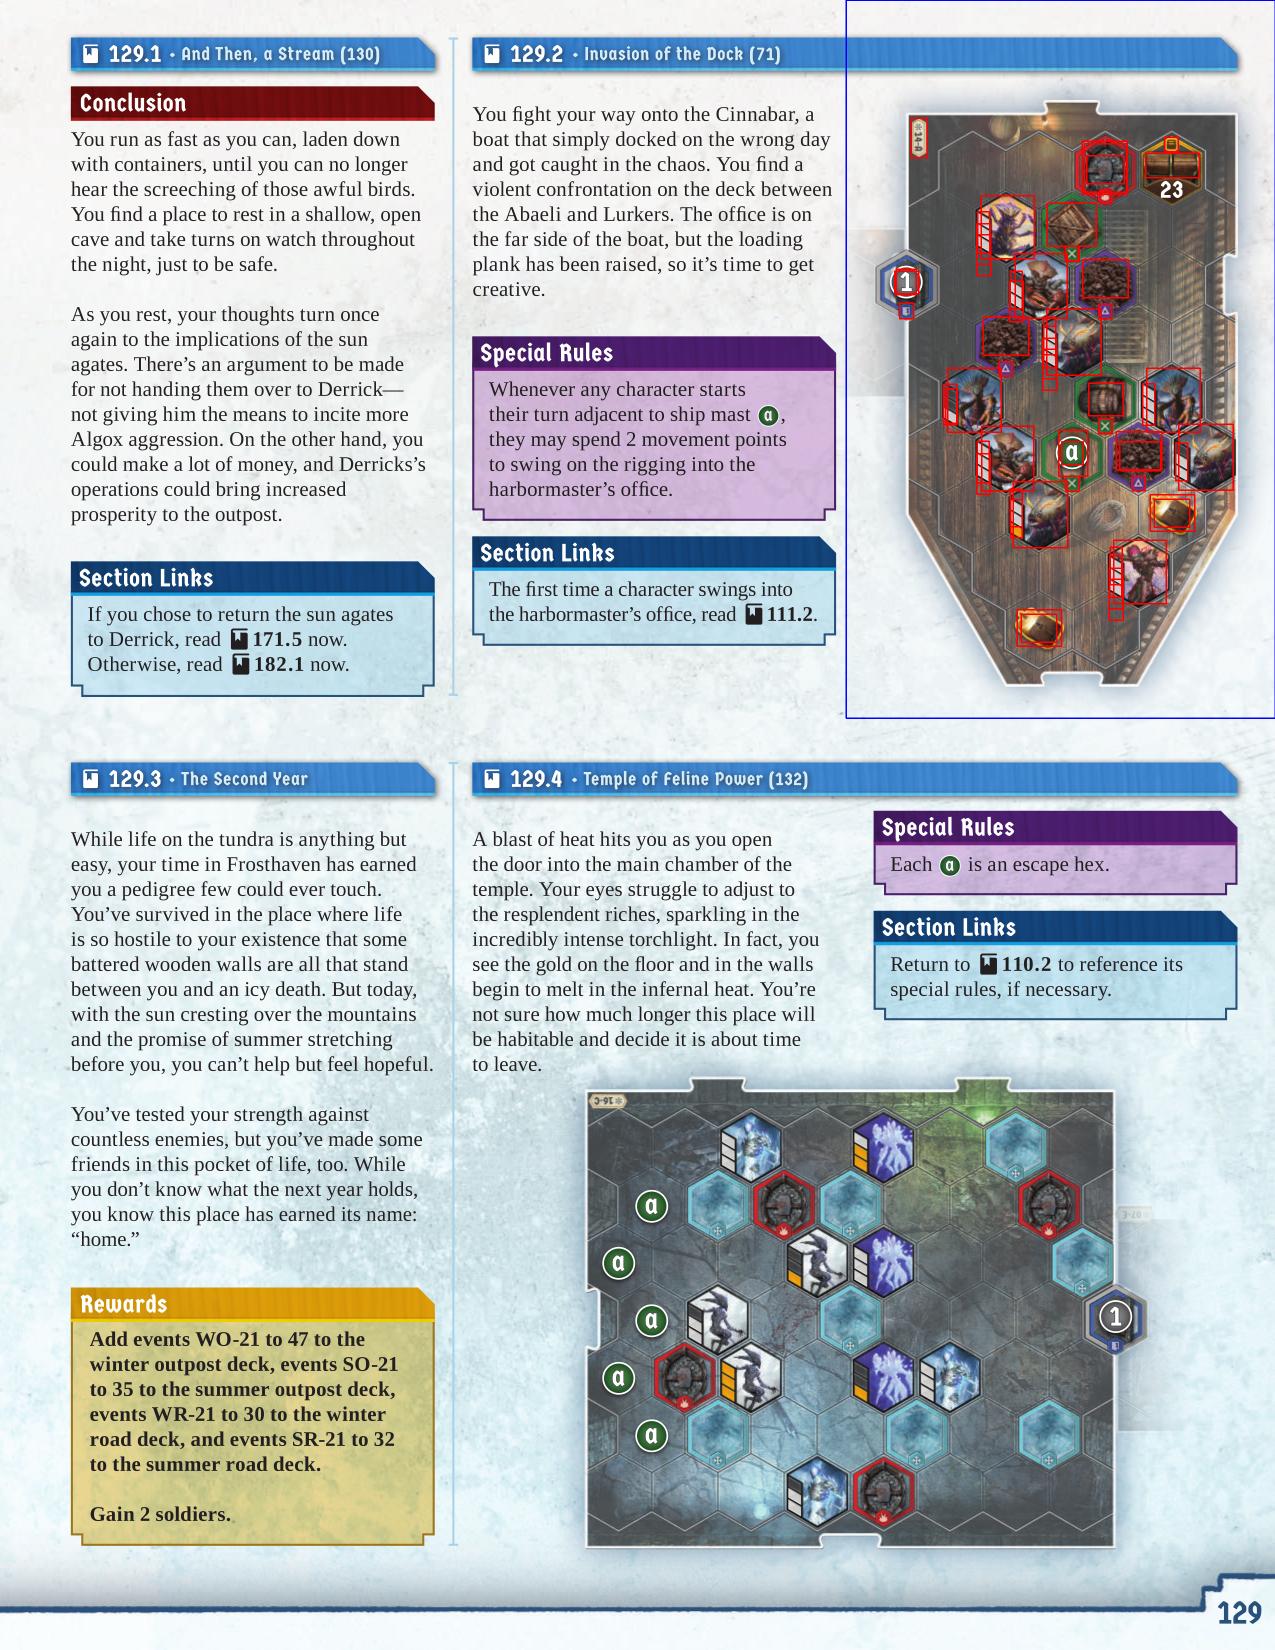 129.1 • And Then, a Stream (130)
Conclusion
You run as fast as you can, laden down
with containers, until you can no longer
hear the screeching of those awful birds.
You find a place to rest in a shallow, open
cave and take turns on watch throughout
the night, just to be safe.
As you rest, your thoughts turn once
again to the implications of the sun
agates. There's an argument to be made
for not handing them over to Derrick—
not giving him the means to incite more
Algox aggression. On the other hand, you
could make a lot of money, and Derricks's
operations could bring increased
prosperity to the outpost.
Section Links
If you chose to return the sun agates
to Derrick, read 171.5 now.
Otherwise, read 182.1 now.
129.2 • Invasion of the Dock (71)
You fight your way onto the Cinnabar, a
boat that simply docked on the wrong day
and got caught in the chaos. You find a
violent confrontation on the deck between
the Abaeli and Lurkers. The office is on
the far side of the boat, but the loading
plank has been raised, so it's time to get
creative.
Special Rules
Whenever any character starts
their turn adjacent to ship mast a,
they may spend 2 movement points
to swing on the rigging into the
harbormaster's office.
Section Links
The first time a character swings into
the harbormaster's office, read 111.2.
14-A
23
1
a
129.3 • The Second Year
While life on the tundra is anything but
easy, your time in Frosthaven has earned
you a pedigree few could ever touch.
You've survived in the place where life
is so hostile to your existence that some
battered wooden walls are all that stand
between you and an icy death. But today,
with the sun cresting over the mountains
and the promise of summer stretching
before you, you can't help but feel hopeful.
You've tested your strength against
countless enemies, but you've made some
friends in this pocket of life, too. While
you don't know what the next year holds,
you know this place has earned its name:
“home.”
Rewards
Add events WO-21 to 47 to the
winter outpost deck, events SO-21
to 35 to the summer outpost deck,
events WR-21 to 30 to the winter
road deck, and events SR-21 to 32
to the summer road deck.
Gain 2 soldiers.
129.4 • Temple of Feline Power (132)
A blast of heat hits you as you open
the door into the main chamber of the
temple. Your eyes struggle to adjust to
the resplendent riches, sparkling in the
incredibly intense torchlight. In fact, you
see the gold on the floor and in the walls
begin to melt in the infernal heat. You're
not sure how much longer this place will
be habitable and decide it is about time
to leave.
Special Rules
Each a is an escape hex.
Section Links
Return to 110.2 to reference its
special rules, if necessary.
16-C
a
a
07-E
a
1
a
a
129